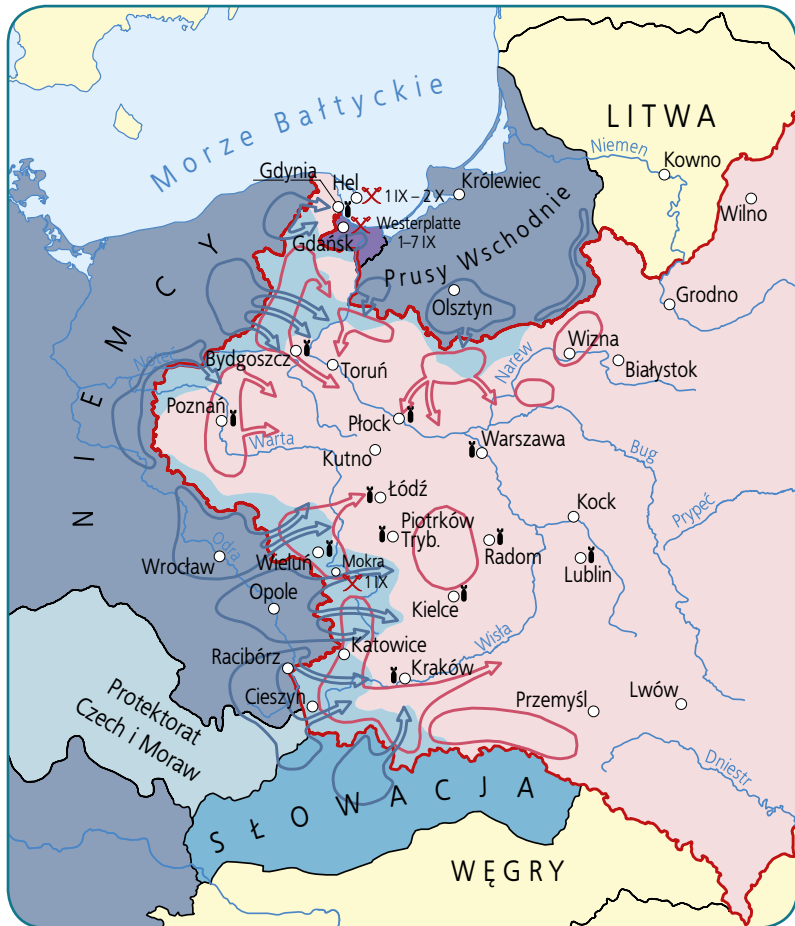 Morze Bałtyckie
LITWA
Niemen
Kowno
Wilno
Gdynia
Hel
1 IX – 2 X
Królewiec
Westerplatte
1–7 IX
Gdańsk
Prusy Wschodnie
NIEMCY
Olsztyn
Grodno
Noteć
Bydgoszcz
Toruń
Narew
Wizna
Białystok
Poznań
Płock
Warta
Kutno
Warszawa
Bug
Łódź
Kock
Prypeć
Piotrków
Tryb.
Radom
Wrocław
Odra
Wieluń
Mokra
1 IX
Lublin
Opole
Kielce
Wisła
Katowice
Racibórz
Kraków
Cieszyn
Przemyśl
Lwów
Protektorat
Czech i Moraw
Dniestr
SŁOWACJA
WĘGRY